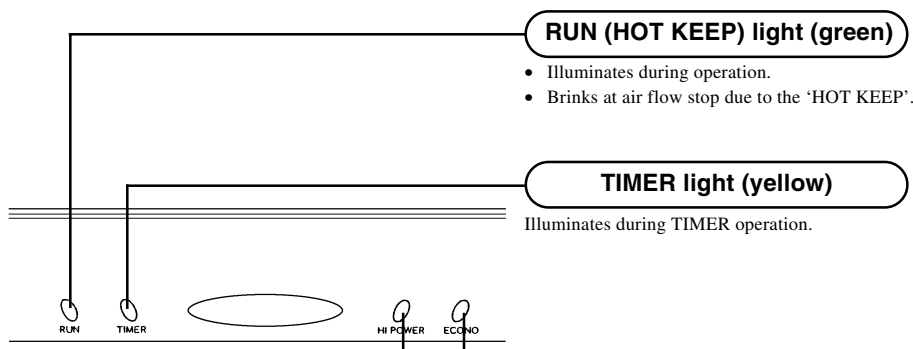 RUN (HOT KEEP) light (green)
• Illuminates during operation.
• Brinks at air flow stop due to the ‘HOT KEEP’.
TIMER light (yellow)
Illuminates during TIMER operation.
RUN TIMER HI POWER ECONO